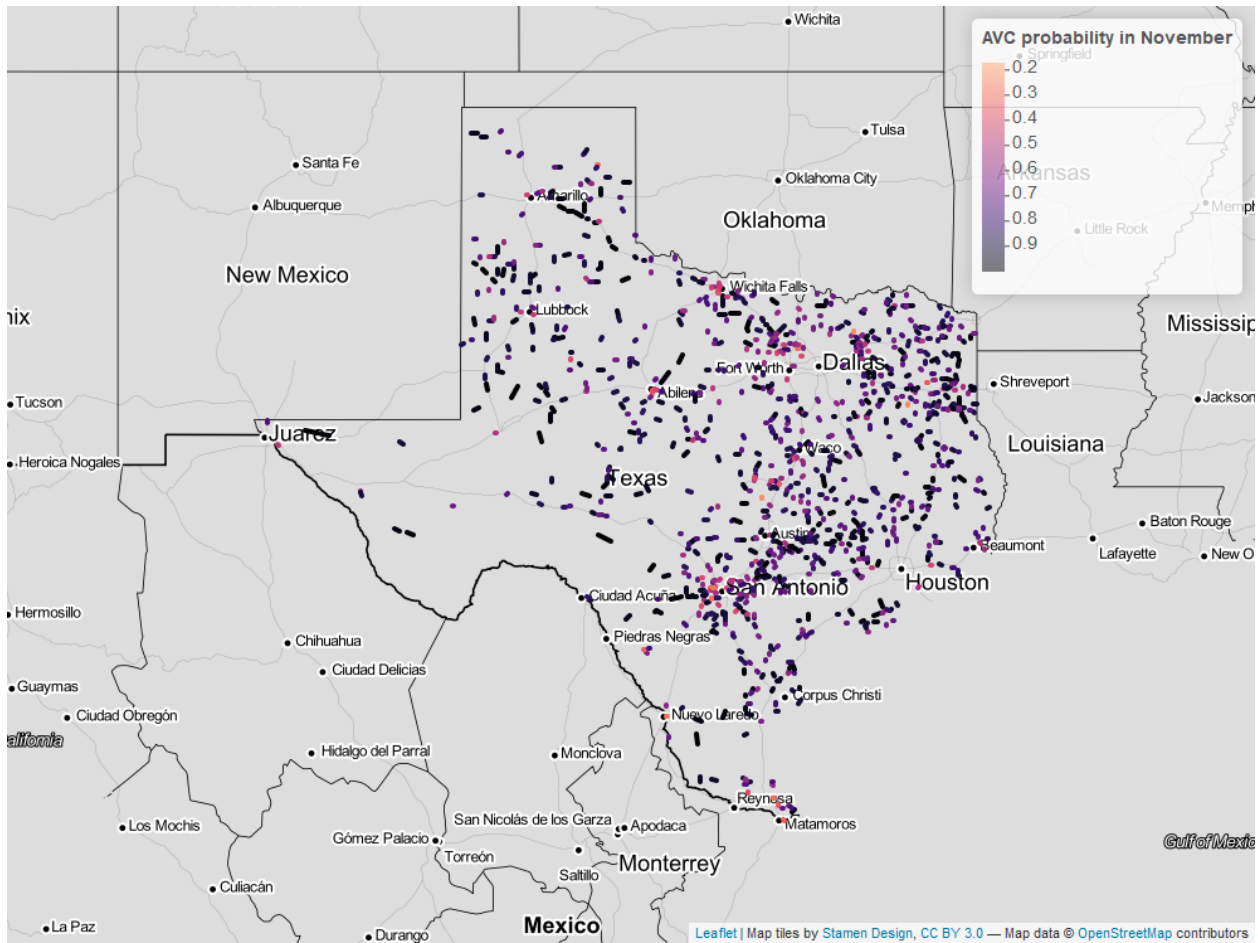 Wichita
AVC probability in November
Springfield
0.2
0.3
0.4
0.5
0.6
0.7
0.8
0.9
Arkansas
Memph
Little Rock
Tulsa
Santa Fe
Oklahoma City
Albuquerque
Amarillo
Oklahoma
New Mexico
Wichita Falls
nix
Lubbock
Mississip
Fort Worth
Dallas
Shreveport
Abilene
Jackson
Tucson
Juarez
Louisiana
Waco
Heroica Nogales
Texas
Baton Rouge
Austin
Beaumont
Lafayette
New O
Houston
San Antonio
Ciudad Acuña
Hermosillo
Chihuahua
Piedras Negras
Ciudad Delicias
Guaymas
Corpus Christi
Ciudad Obregón
Nuevo Laredo
alifornia
Hidalgo del Parral
Monclova
Reynosa
Los Mochis
San Nicolás de los Garza
Apodaca
Matamoros
Gómez Palacio
Gulf of Mexic
Torreón
Monterrey
Saltillo
Culiacán
La Paz
Mexico
Durango
Leaflet | Map tiles by Stamen Design, CC BY 3.0 — Map data © OpenStreetMap contributors